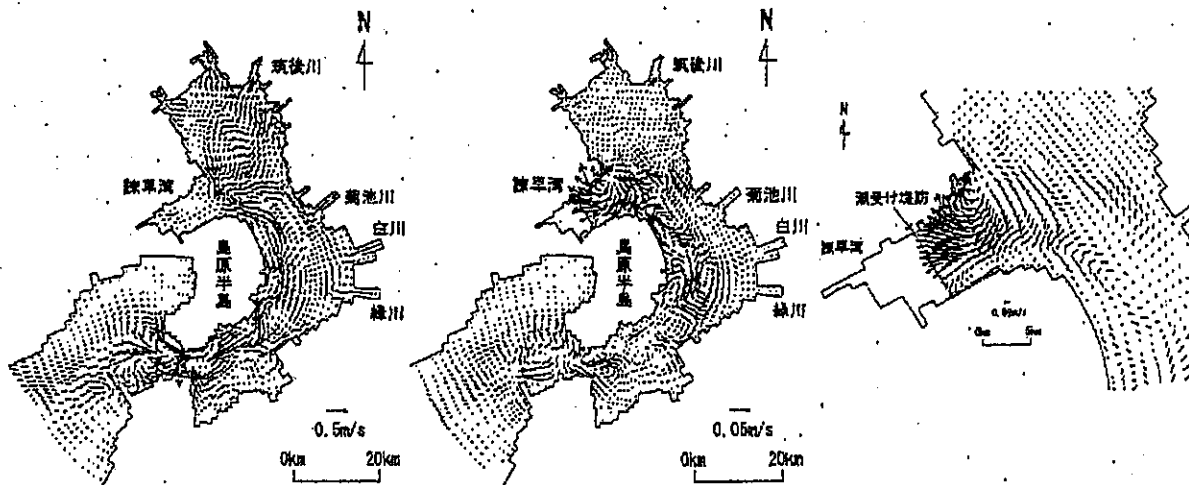 N
筑後川
諫早湾
菊池川
白川
緑川
島原半島
0.5m/s
0km 20km
N
筑後川
諫早湾
菊池川
白川
緑川
島原半島
0.05m/s
0km 20km
N
潮受け堤防
諫早湾
0.05m/s
0km 5km